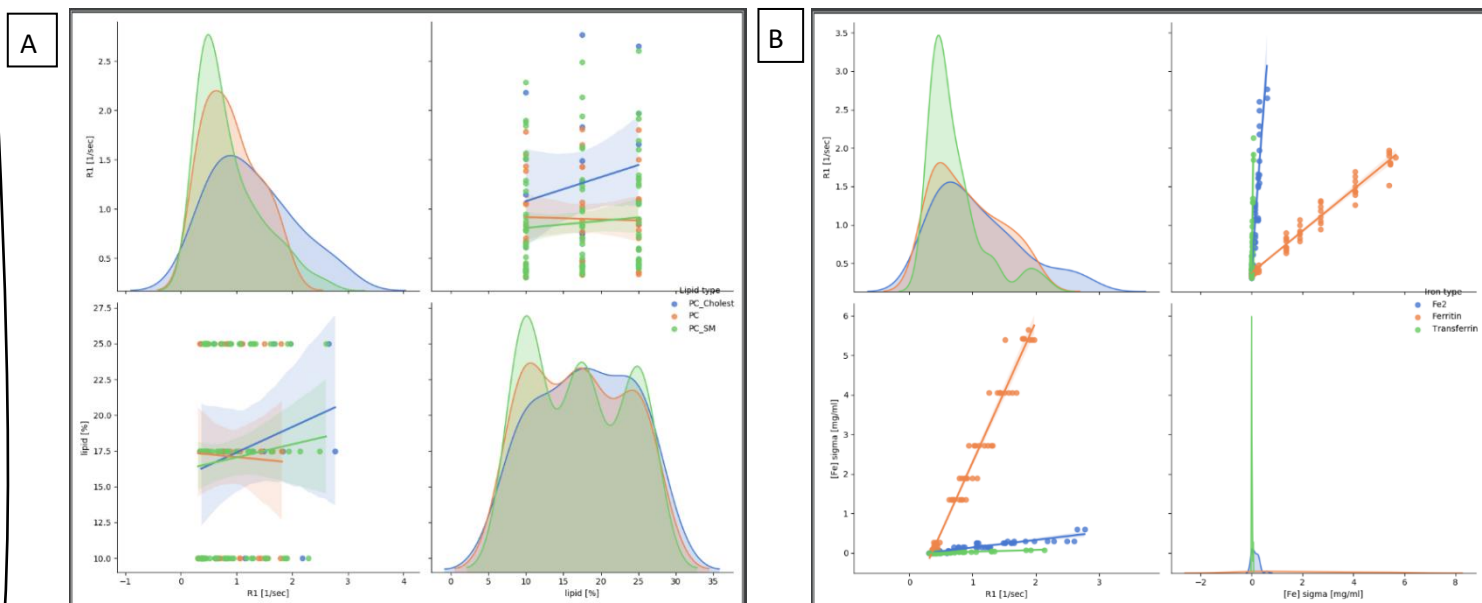 A
R1 [1/sec]
2.5
2.0
1.5
1.0
0.5
Lipid type
PC_Cholest
PC
PC_SM
lipid [%]
27.5
25.0
22.5
20.0
17.5
15.0
12.5
10.0
−1 0 1 2 3 4
R1 [1/sec]
0 10 20 30
lipid [%]
B
R1 [1/sec]
3.5
3.0
2.5
2.0
1.5
1.0
0.5
Iron type
Fe2
Ferritin
Transferrin
[Fe] sigma [mg/ml]
6
5
4
3
2
1
0
0 1 2 3
R1 [1/sec]
−2 0 2 4 6 8
[Fe] sigma [mg/ml]